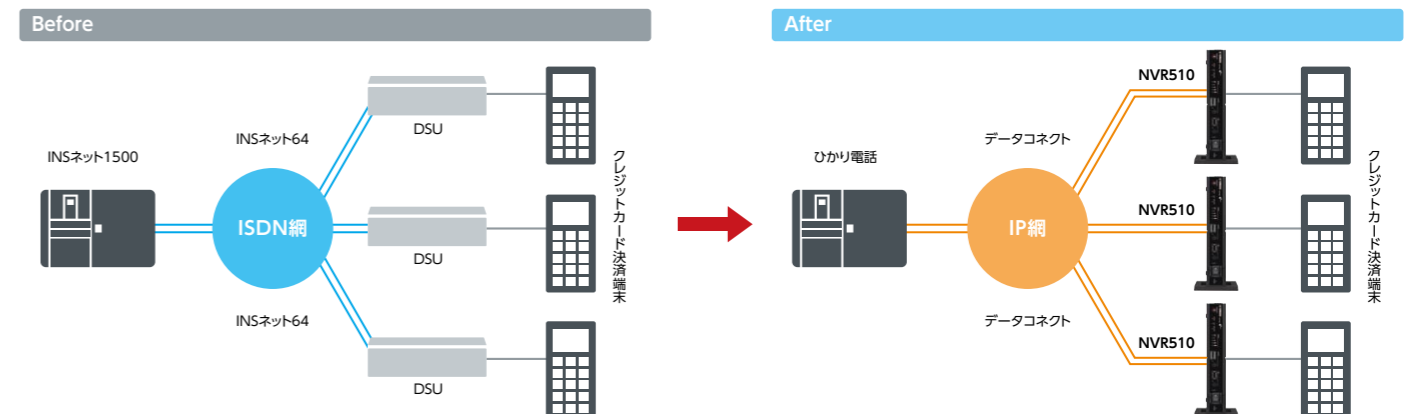 Before
INSネット1500
INSネット64
ISDN網
INSネット64
DSU
DSU
DSU
クレジットカード決済端末
After
ひかり電話
データコネクト
IP網
データコネクト
NVR510
NVR510
NVR510
クレジットカード決済端末